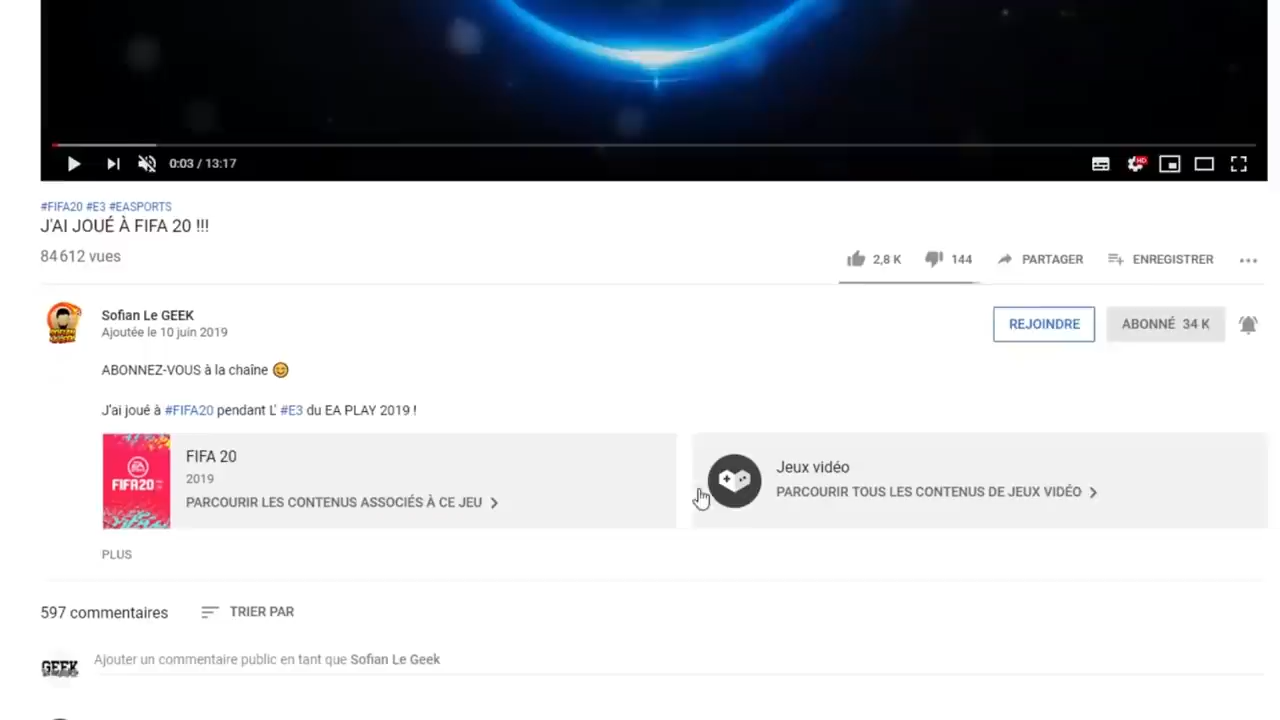 0:03 / 13:17
HD
#FIFA20 #E3 #EASPORTS
J'AI JOUÉ À FIFA 20 !!!
84 612 vues
2,8 K
144
PARTAGER
ENREGISTRER
Sofian Le GEEK
Ajoutée le 10 juin 2019
REJOINDRE
ABONNÉ 34 K
ABONNEZ-VOUS à la chaîne
J'ai joué à #FIFA20 pendant L' #E3 du EA PLAY 2019 !
FIFA 20
2019
PARCOURIR LES CONTENUS ASSOCIÉS À CE JEU
EA
FIFA20
Jeux vidéo
PARCOURIR TOUS LES CONTENUS DE JEUX VIDÉO
PLUS
597 commentaires
TRIER PAR
GEEK
Ajouter un commentaire public en tant que Sofian Le Geek